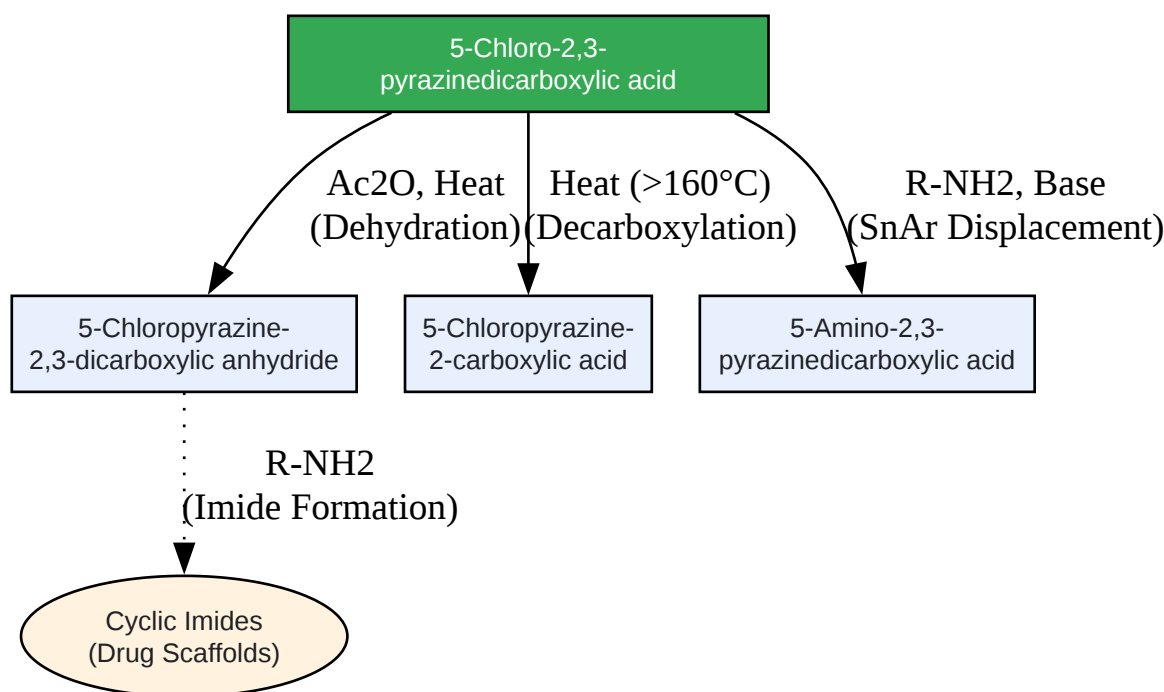 5-Chloro-2,3-
pyrazinedicarboxylic acid
Ac2O, Heat
(Dehydration)
Heat (>160°C)
(Decarboxylation)
R-NH2, Base
(SnAr Displacement)
5-Chloropyrazine-
2,3-dicarboxylic anhydride
5-Chloropyrazine-
2-carboxylic acid
5-Amino-2,3-
pyrazinedicarboxylic acid
R-NH2
(Imide Formation)
Cyclic Imides
(Drug Scaffolds)